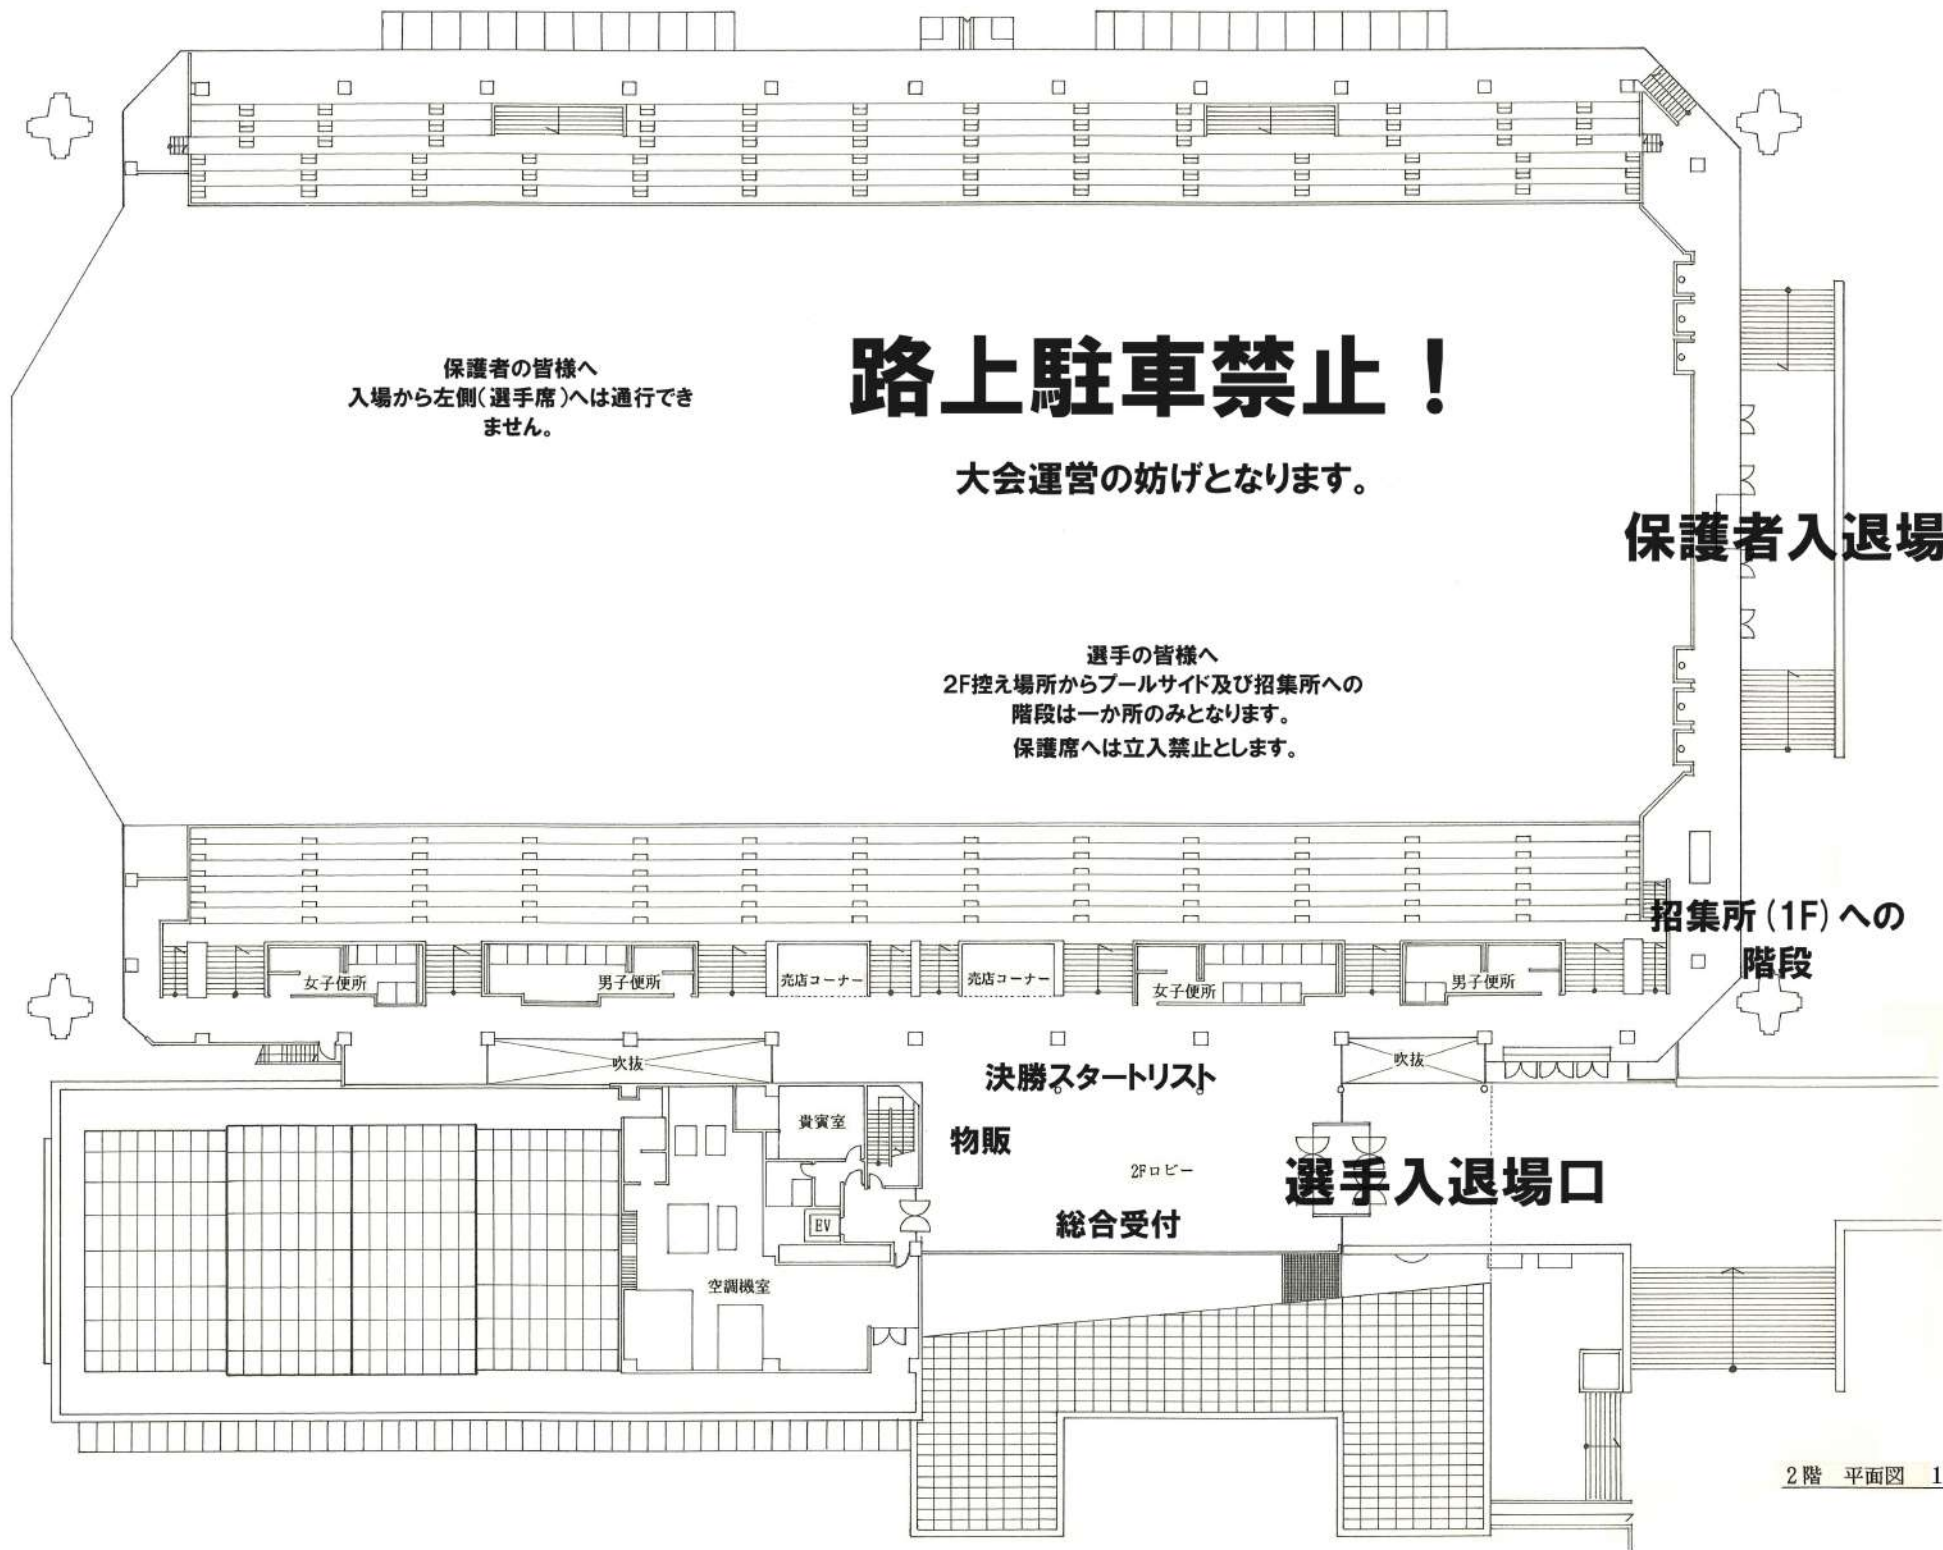 路上駐車禁止！
保護者の皆様へ
入場から左側（選手席）へは通行でき
ません。
大会運営の妨げとなります。
保護者入退場
選手の皆様へ
2F控え場所からプールサイド及び招集所への
階段は一か所のみとなります。
保護席へは立入禁止とします。
招集所（1F）への
階段
女子便所
男子便所
売店コーナー
売店コーナー
女子便所
男子便所
吹抜
決勝スタートリスト
吹抜
貴賓室
物販
2Fロビー
選手入退場口
総合受付
EV
空調機室
2階 平面図 1